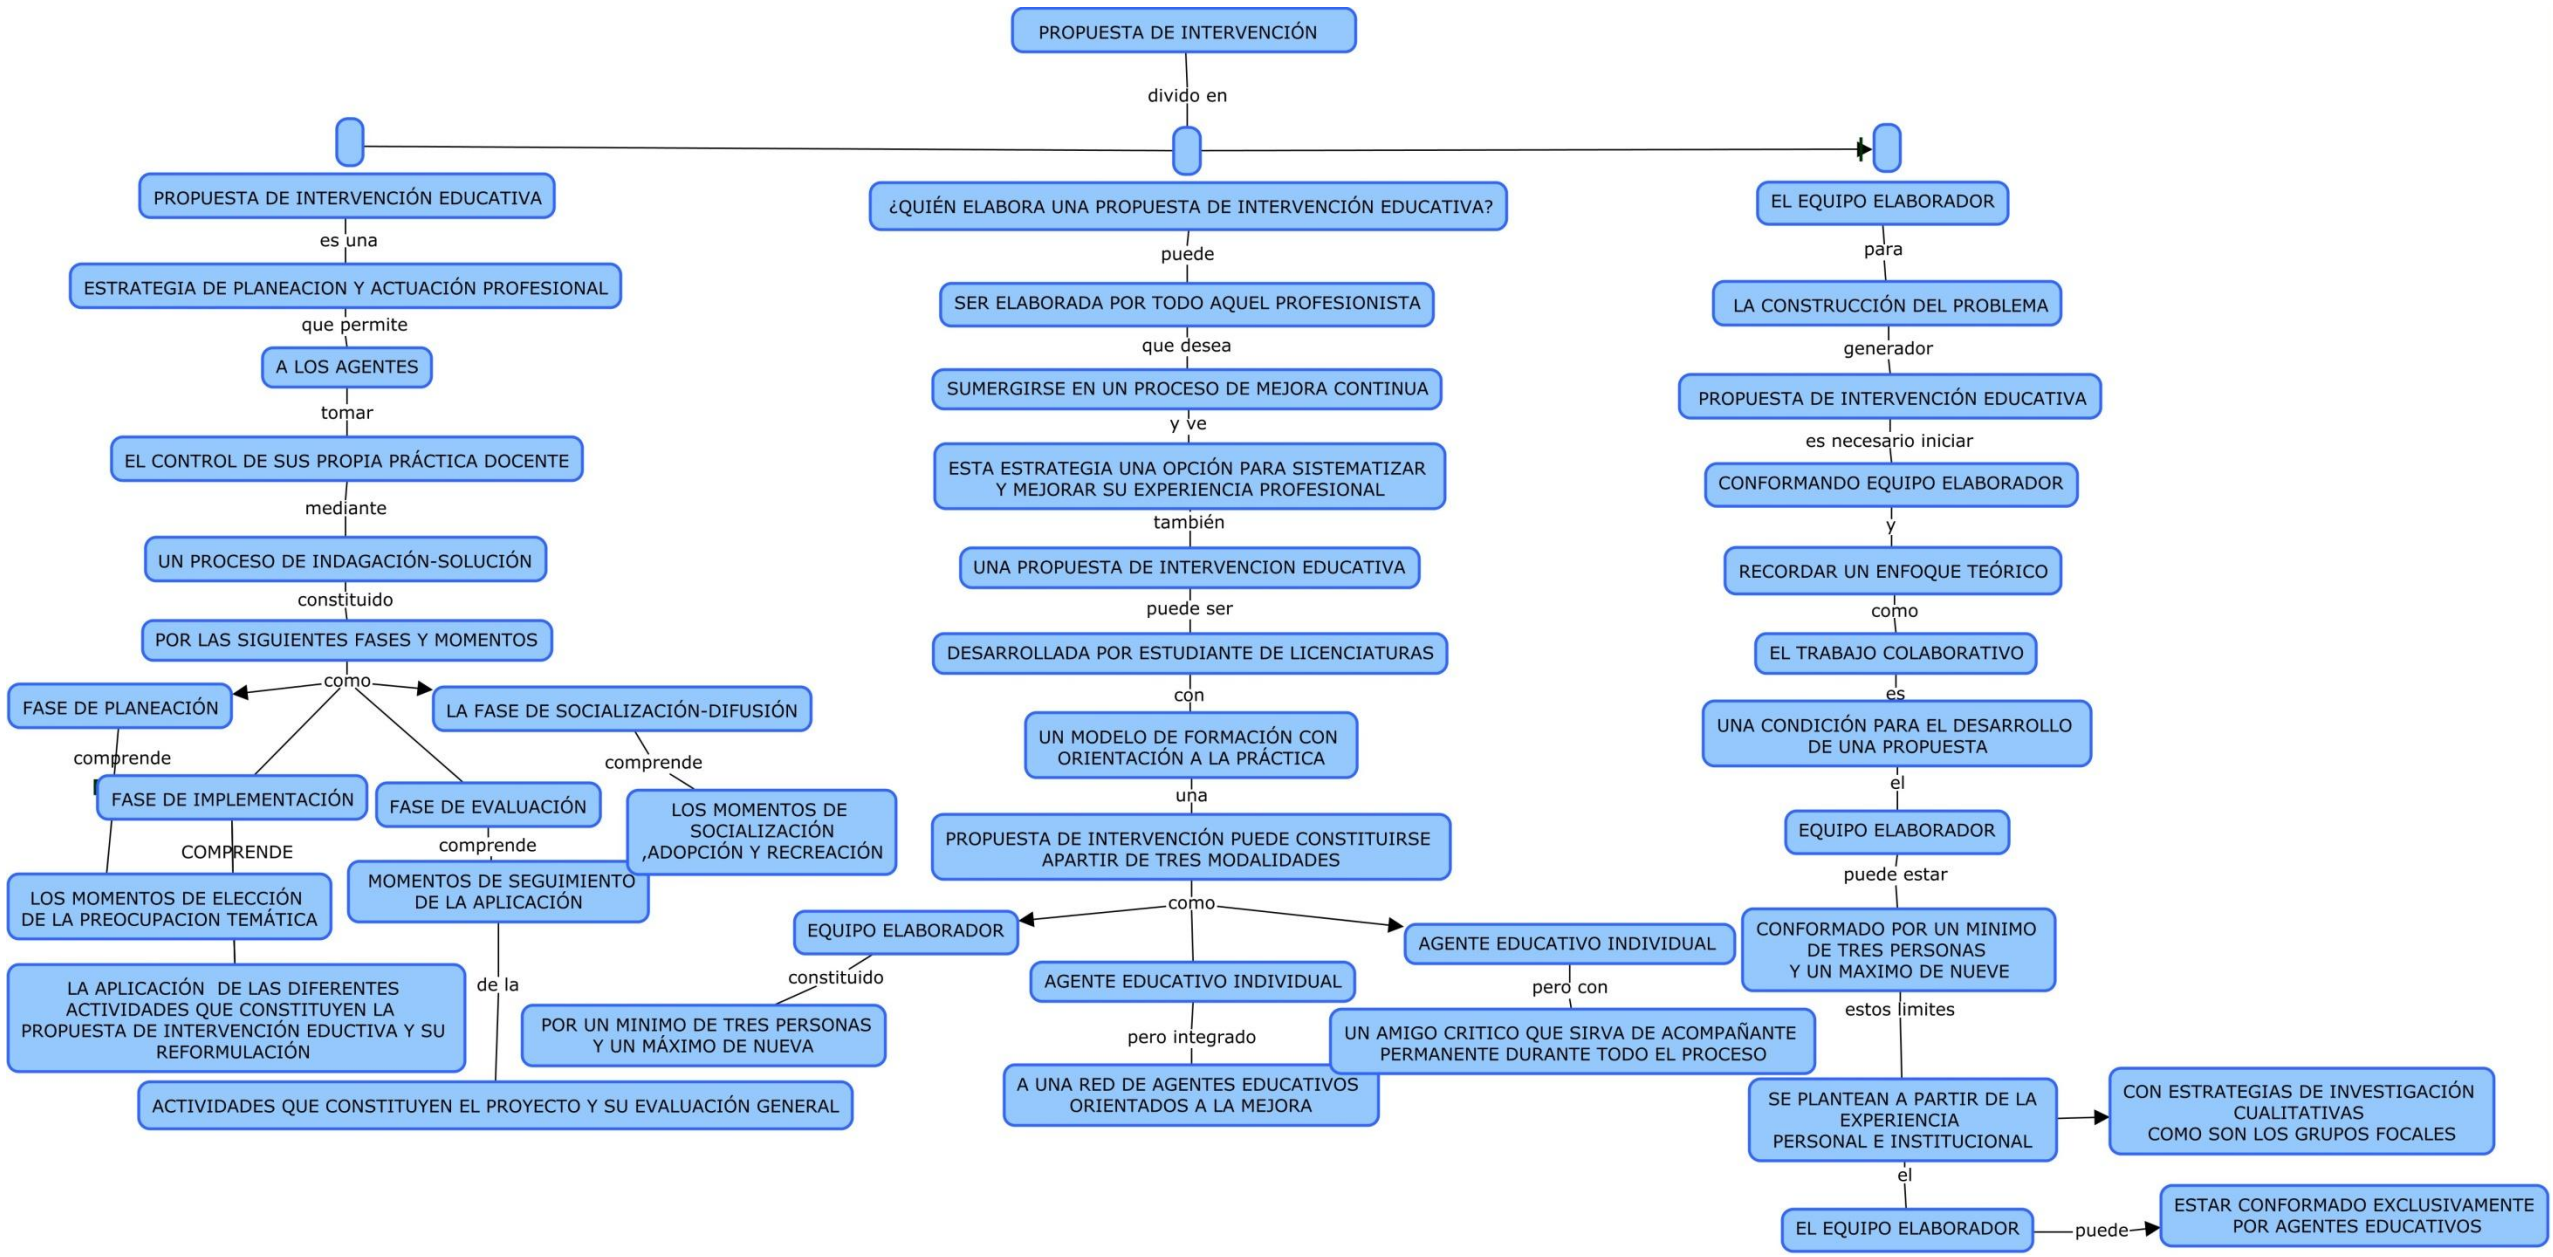 PROPUESTA DE INTERVENCIÓN
divido en
PROPUESTA DE INTERVENCIÓN EDUCATIVA
es una
ESTRATEGIA DE PLANEACION Y ACTUACIÓN PROFESIONAL
que permite
A LOS AGENTES
tomar
EL CONTROL DE SUS PROPIA PRÁCTICA DOCENTE
mediante
UN PROCESO DE INDAGACIÓN-SOLUCIÓN
constituido
POR LAS SIGUIENTES FASES Y MOMENTOS
como
FASE DE PLANEACIÓN
comprende
LOS MOMENTOS DE ELECCIÓN
DE LA PREOCUPACION TEMÁTICA
FASE DE IMPLEMENTACIÓN
COMPRENDE
LA APLICACIÓN  DE LAS DIFERENTES
ACTIVIDADES QUE CONSTITUYEN LA
PROPUESTA DE INTERVENCIÓN EDUCTIVA Y SU
REFORMULACIÓN
FASE DE EVALUACIÓN
comprende
MOMENTOS DE SEGUIMIENTO
DE LA APLICACIÓN
de la
ACTIVIDADES QUE CONSTITUYEN EL PROYECTO Y SU EVALUACIÓN GENERAL
LA FASE DE SOCIALIZACIÓN-DIFUSIÓN
comprende
LOS MOMENTOS DE
SOCIALIZACIÓN
,ADOPCIÓN Y RECREACIÓN
¿QUIÉN ELABORA UNA PROPUESTA DE INTERVENCIÓN EDUCATIVA?
puede
SER ELABORADA POR TODO AQUEL PROFESIONISTA
que desea
SUMERGIRSE EN UN PROCESO DE MEJORA CONTINUA
y ve
ESTA ESTRATEGIA UNA OPCIÓN PARA SISTEMATIZAR
Y MEJORAR SU EXPERIENCIA PROFESIONAL
también
UNA PROPUESTA DE INTERVENCION EDUCATIVA
puede ser
DESARROLLADA POR ESTUDIANTE DE LICENCIATURAS
con
UN MODELO DE FORMACIÓN CON
ORIENTACIÓN A LA PRÁCTICA
una
PROPUESTA DE INTERVENCIÓN PUEDE CONSTITUIRSE
APARTIR DE TRES MODALIDADES
como
EQUIPO ELABORADOR
constituido
POR UN MINIMO DE TRES PERSONAS
Y UN MÁXIMO DE NUEVA
AGENTE EDUCATIVO INDIVIDUAL
pero integrado
A UNA RED DE AGENTES EDUCATIVOS
ORIENTADOS A LA MEJORA
AGENTE EDUCATIVO INDIVIDUAL
pero con
UN AMIGO CRITICO QUE SIRVA DE ACOMPAÑANTE
PERMANENTE DURANTE TODO EL PROCESO
EL EQUIPO ELABORADOR
para
LA CONSTRUCCIÓN DEL PROBLEMA
generador
PROPUESTA DE INTERVENCIÓN EDUCATIVA
es necesario iniciar
CONFORMANDO EQUIPO ELABORADOR
y
RECORDAR UN ENFOQUE TEÓRICO
como
EL TRABAJO COLABORATIVO
es
UNA CONDICIÓN PARA EL DESARROLLO
DE UNA PROPUESTA
el
EQUIPO ELABORADOR
puede estar
CONFORMADO POR UN MINIMO
DE TRES PERSONAS
Y UN MAXIMO DE NUEVE
estos limites
SE PLANTEAN A PARTIR DE LA
EXPERIENCIA
PERSONAL E INSTITUCIONAL
CON ESTRATEGIAS DE INVESTIGACIÓN
CUALITATIVAS
COMO SON LOS GRUPOS FOCALES
el
EL EQUIPO ELABORADOR
puede
ESTAR CONFORMADO EXCLUSIVAMENTE
POR AGENTES EDUCATIVOS